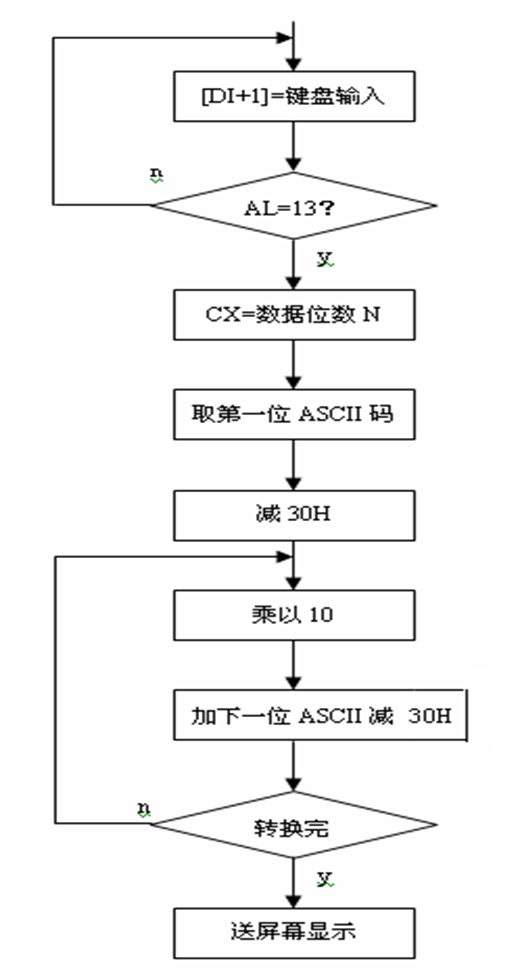 [DI+1]=键盘输入
n
AL=13?
y
CX=数据位数 N
取第一位 ASCII 码
减 30H
乘以 10
加下一位 ASCII 减 30H
n
转换完
y
送屏幕显示